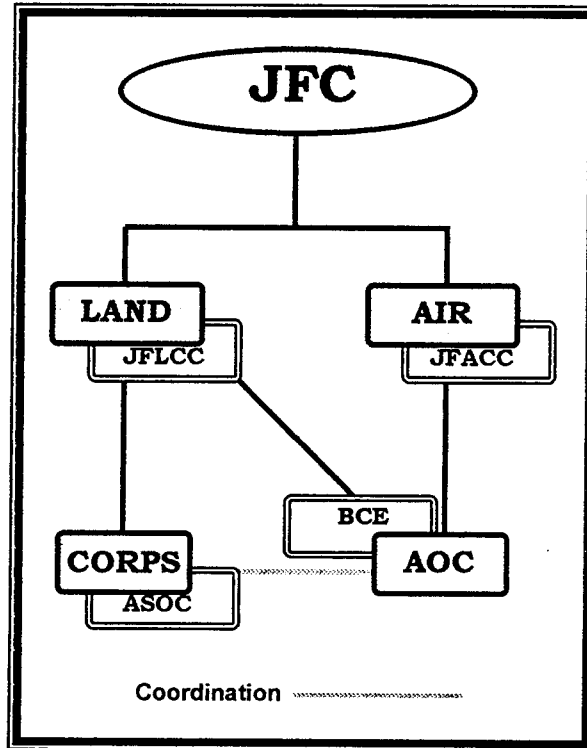 JFC
LAND
AIR
JFLCC
JFACC
BCE
CORPS
AOC
ASOC
Coordination